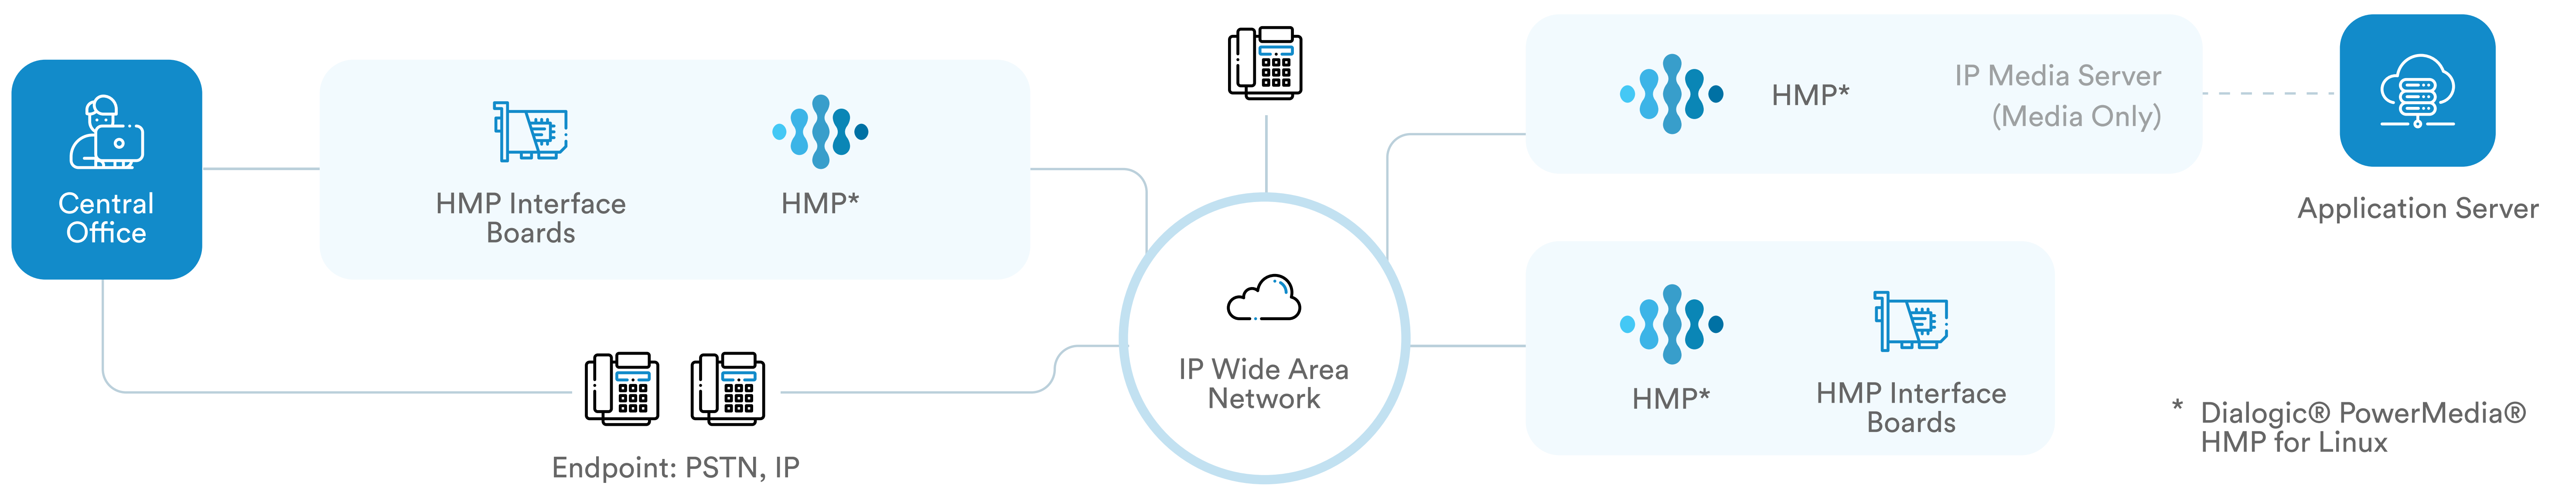 Central
Office
HMP Interface
Boards
HMP*
Endpoint: PSTN, IP
IP Wide Area
Network
HMP*
IP Media Server
(Media Only)
Application Server
HMP*
HMP Interface
Boards
* Dialogic® PowerMedia®
HMP for Linux